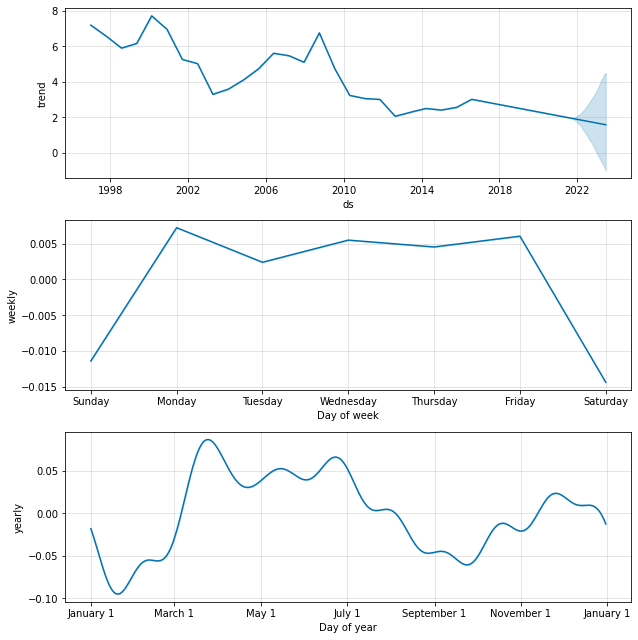 8
6
4
2
0
trend
1998 2002 2006 2010 2014 2018 2022
ds
0.005
0.000
−0.005
−0.010
−0.015
weekly
Sunday Monday Tuesday Wednesday Thursday Friday Saturday
Day of week
0.05
0.00
−0.05
−0.10
yearly
January 1 March 1 May 1 July 1 September 1 November 1 January 1
Day of year